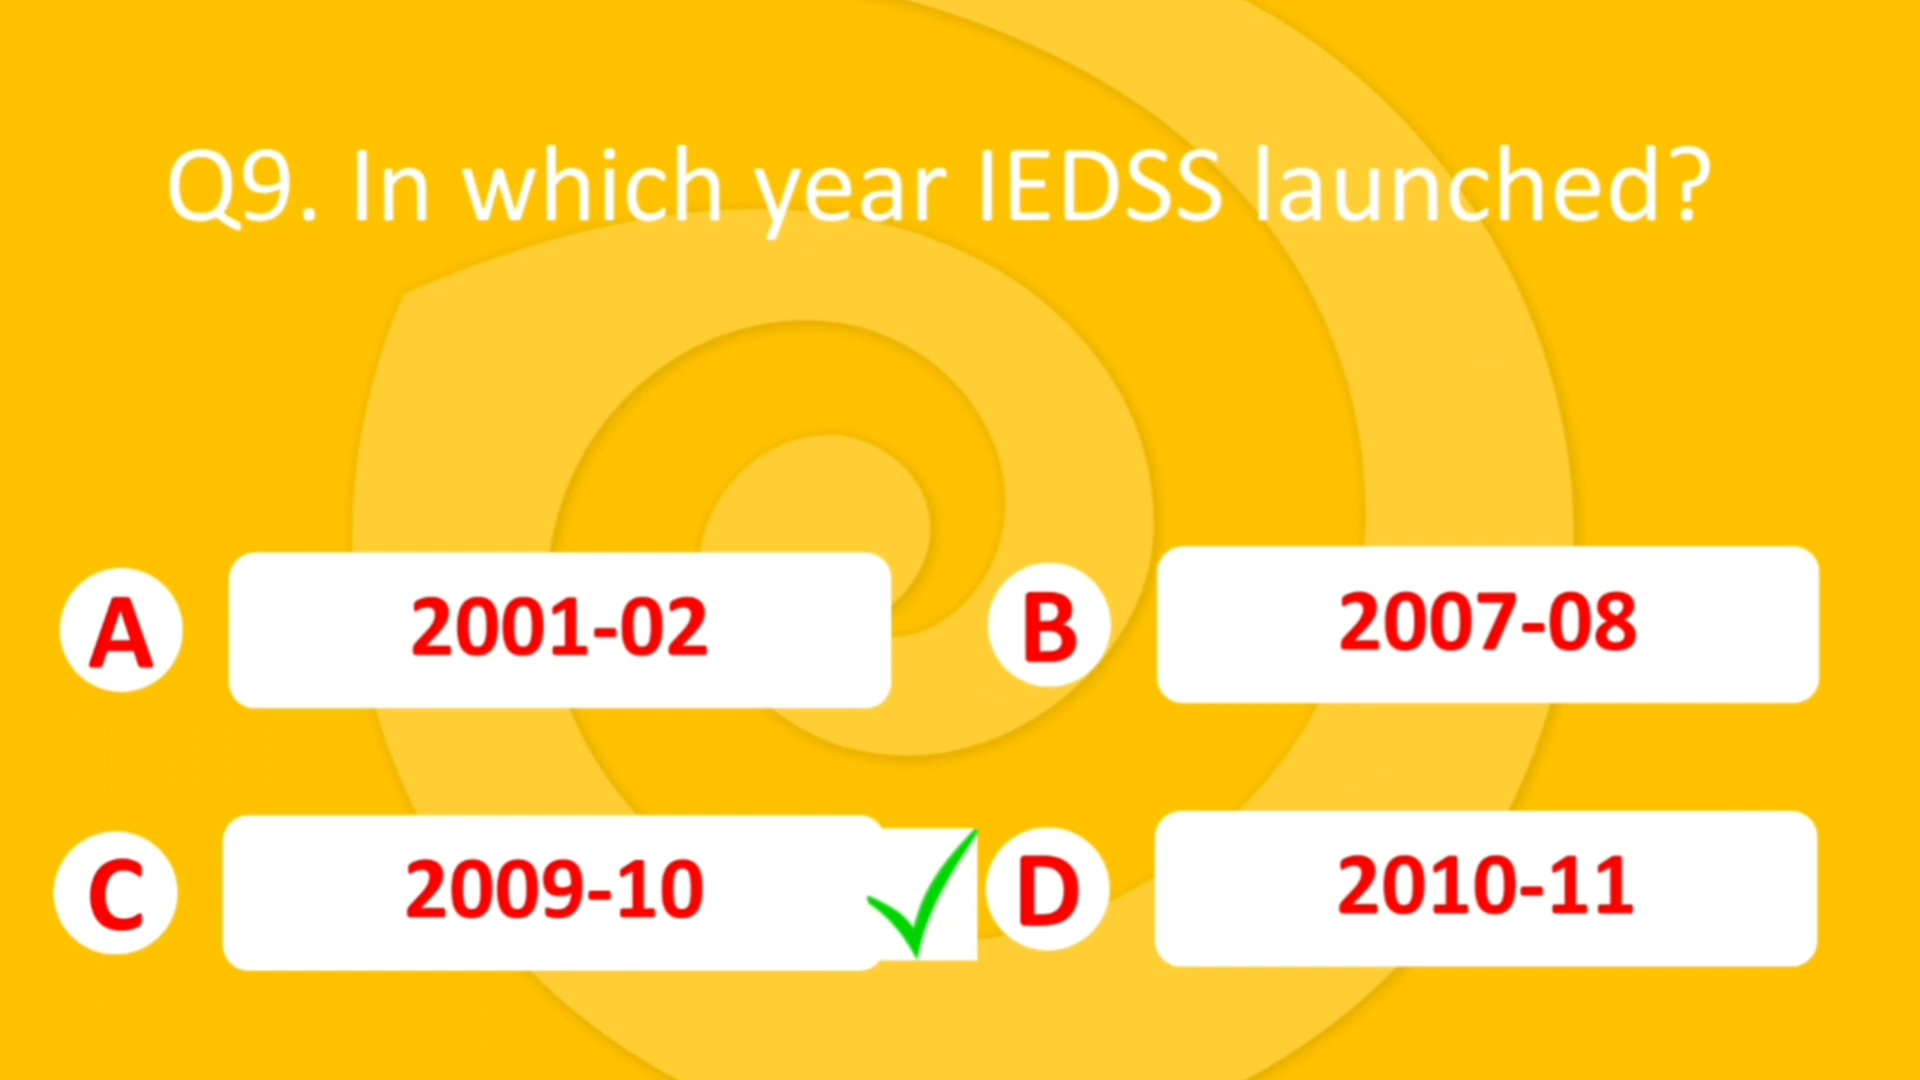 Q9. In which year IEDSS launched?
A 2001-02
B 2007-08
C 2009-10
D 2010-11